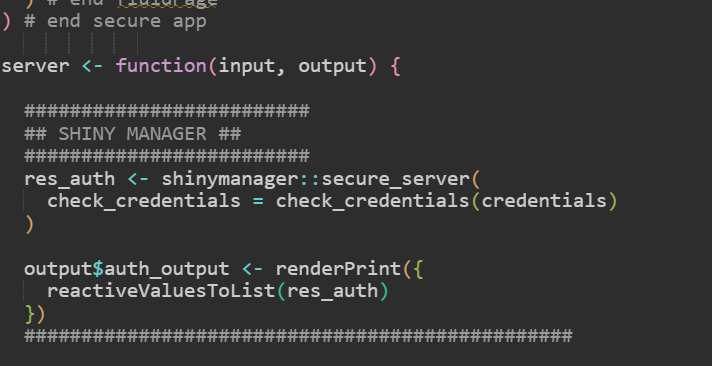 ) # end fluidPage
) # end secure app
server <- function(input, output) {
#########################
## SHINY MANAGER ##
#########################
res_auth <- shinymanager::secure_server(
check_credentials = check_credentials(credentials)
)
output$auth_output <- renderPrint({
reactiveValuesToList(res_auth)
})
################################################